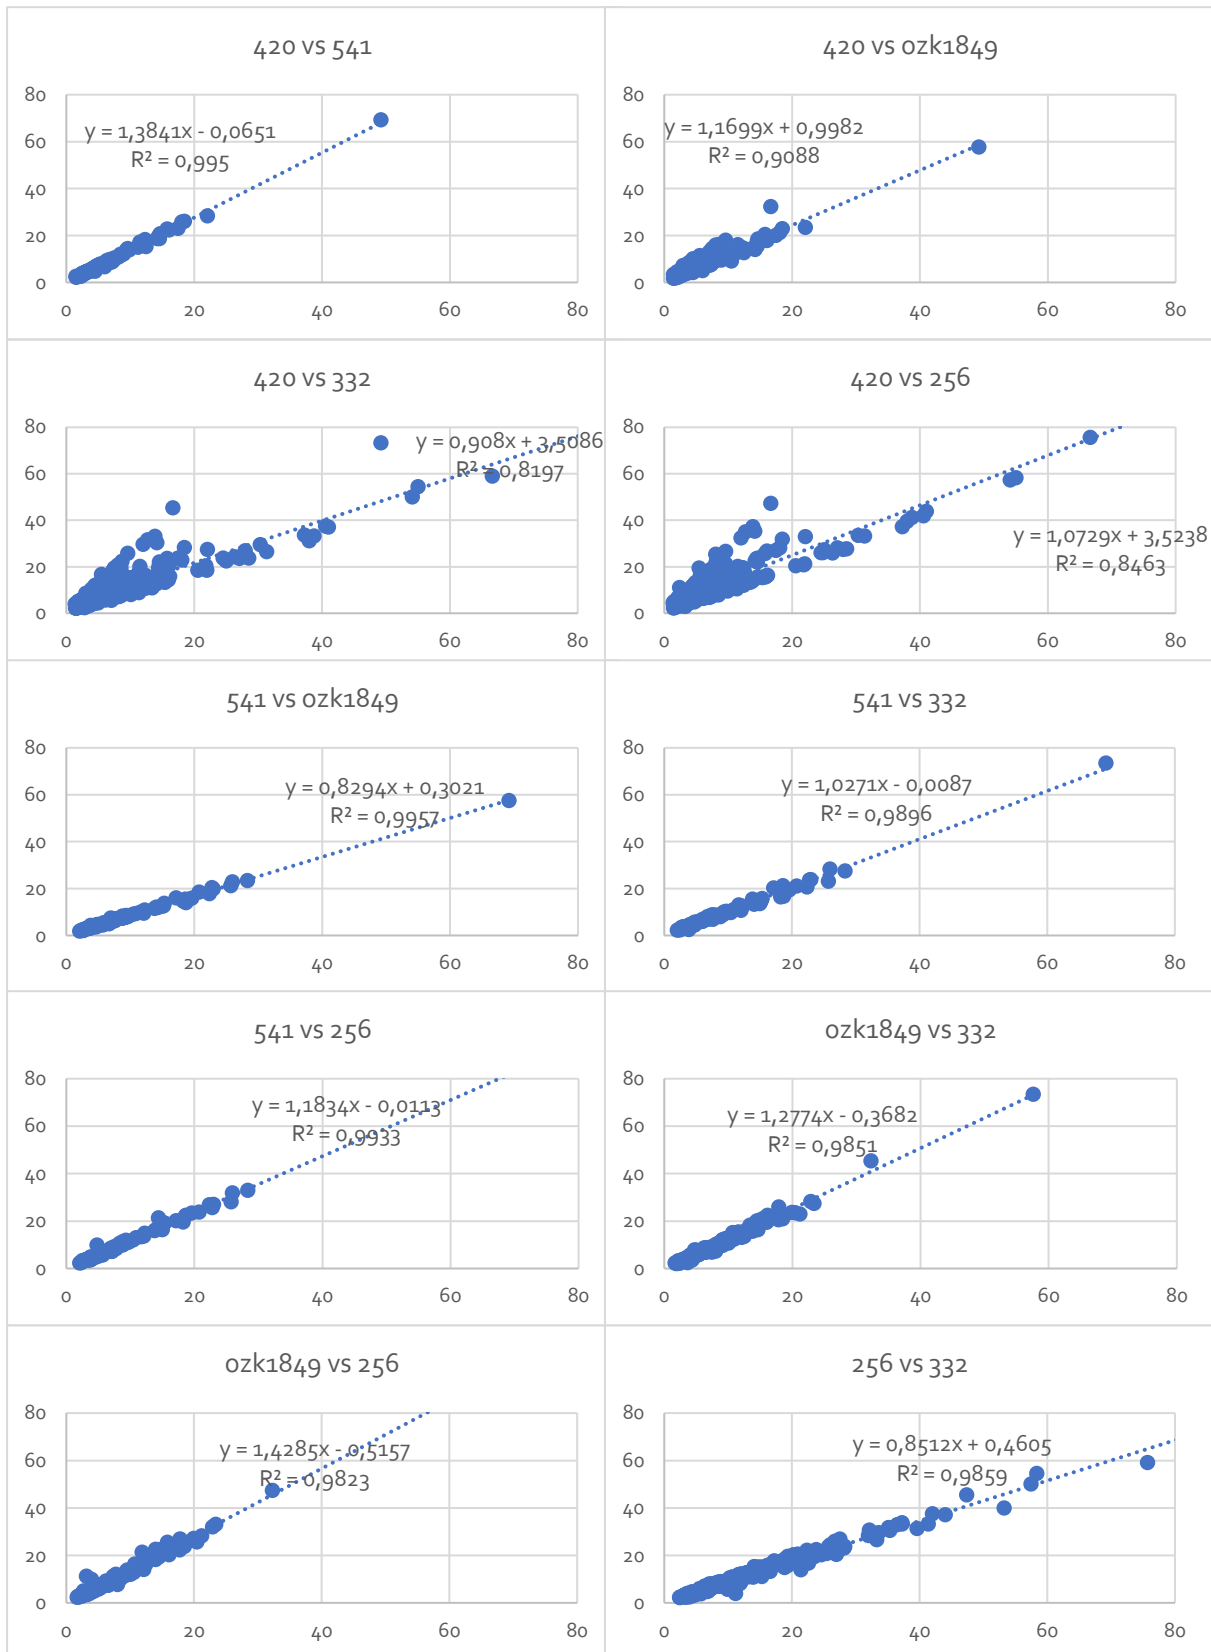 420 vs 541
80
60
40
20
0
0 20 40 60 80
y = 1,3841x - 0,0651
R² = 0,995
420 vs ozk1849
80
60
40
20
0
0 20 40 60 80
y = 1,1699x + 0,9982
R² = 0,9088
420 vs 332
80
60
40
20
0
0 20 40 60 80
y = 0,908x + 3,5086
R² = 0,8197
420 vs 256
80
60
40
20
0
0 20 40 60 80
y = 1,0729x + 3,5238
R² = 0,8463
541 vs ozk1849
80
60
40
20
0
0 20 40 60 80
y = 0,8294x + 0,3021
R² = 0,9957
541 vs 332
80
60
40
20
0
0 20 40 60 80
y = 1,0271x - 0,0087
R² = 0,9896
541 vs 256
80
60
40
20
0
0 20 40 60 80
y = 1,1834x - 0,0113
R² = 0,9933
ozk1849 vs 332
80
60
40
20
0
0 20 40 60 80
y = 1,2774x - 0,3682
R² = 0,9851
ozk1849 vs 256
80
60
40
20
0
0 20 40 60 80
y = 1,4285x - 0,5157
R² = 0,9823
256 vs 332
80
60
40
20
0
0 20 40 60 80
y = 0,8512x + 0,4605
R² = 0,9859